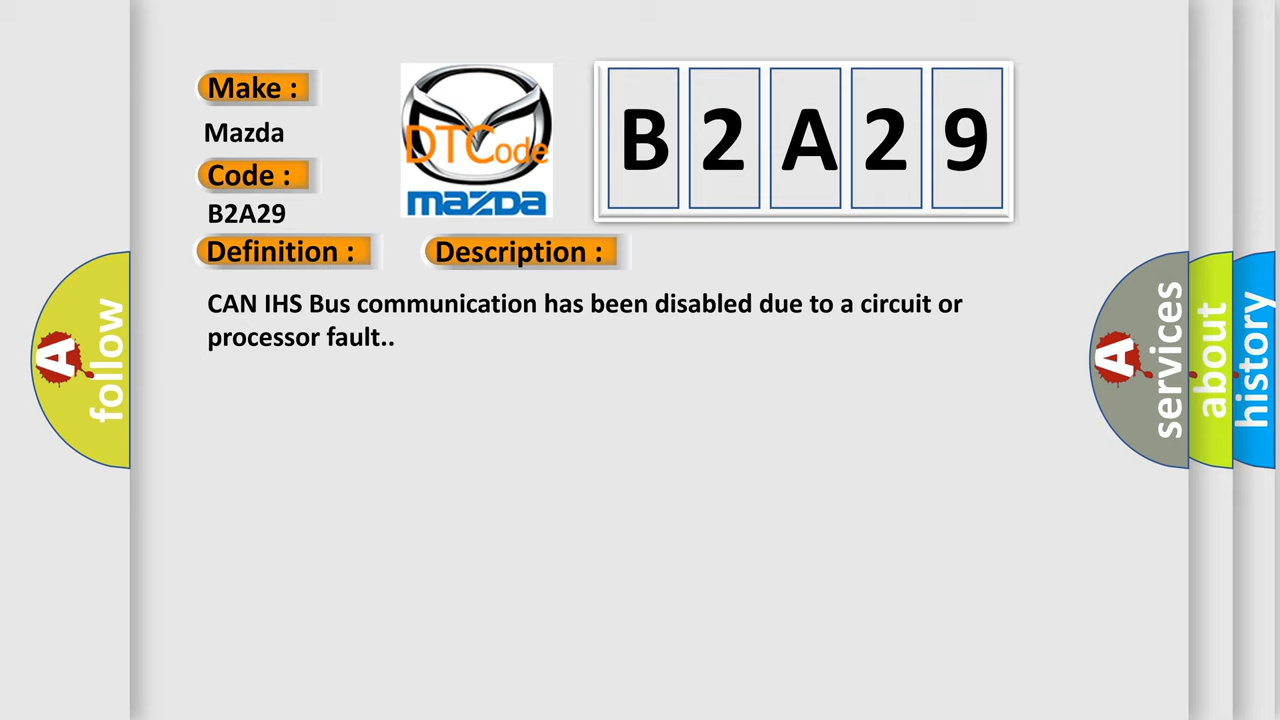 Make :
Mazda
Code :
B2A29
Definition :
Description :
CAN IHS Bus communication has been disabled due to a circuit or
processor fault..
DTCode
mazda
B 2 A 2 9
A follow
A services
about
history